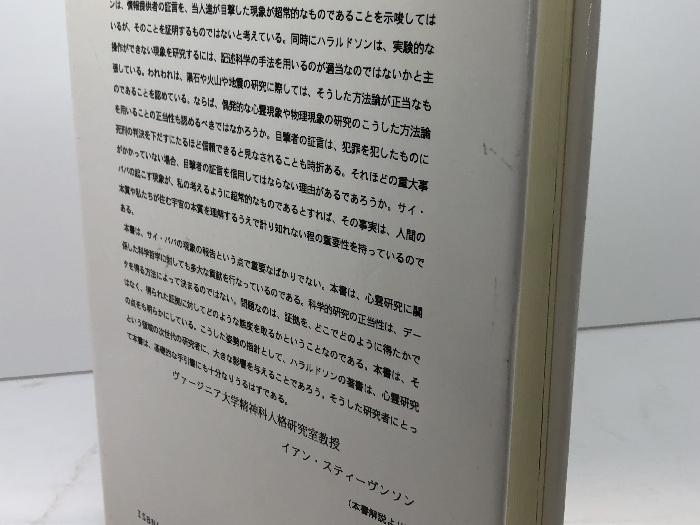 ンは、情報提供者の証言を、当人達が目撃した現象が超常的なものであることを示唆しては
いるが、そのことを証明するものではないと考えている。同時にハラルドソンは、実験的な
操作ができない現象を研究するには、記述科学の手法を用いるのが適当なのではないかと主
張している。われわれは、隕石や火山や地震の研究に際しては、そうした方法論が正当なも
のであることを認めている。ならば、偶発的な心霊現象や物理現象の研究のこうした方法論
を用いることの正当性も認めるべきではなかろうか。目撃者の証言は、犯罪を犯したものに
死刑の判決を下だすにたるほど信頼できると見なされることも時折ある。それほどの重大事
がかかっていない場合、目撃者の証言を信用してはならない理由があるであろうか。サイ・
ババの起こす現象が、私の考えるように超常的なものであるとすれば、その事実は、人間の
本質や私たちが住む宇宙の本質を理解するうえで計り知れない程の重要性を持っているので
ある。
本書は、サイ・ババの現象の報告という点で重要なばかりでない。本書は、心霊研究に関
係した科学哲学に対しても多大な貢献を行なっているのである。科学的研究の正当性は、デー
タを得る方法によって決まるのではない。問題なのは、証拠を、どこでどのように得たかで
はなく、得られた証拠に対してどのような態度を取るかということなのである。本書は、そ
の点をも明らかにしている。こうした姿勢の指針として、ハラルドソンの著書は、心霊研究
という領域の次世代の研究者に、大きな影響を与えることであろう。そうした研究者にとっ
て本書は、基礎的な手引書にも十分なりうるはずである。
ヴァージニア大学精神科人格研究室教授
イアン・スティーヴンソン
(本書解説より
ISBN